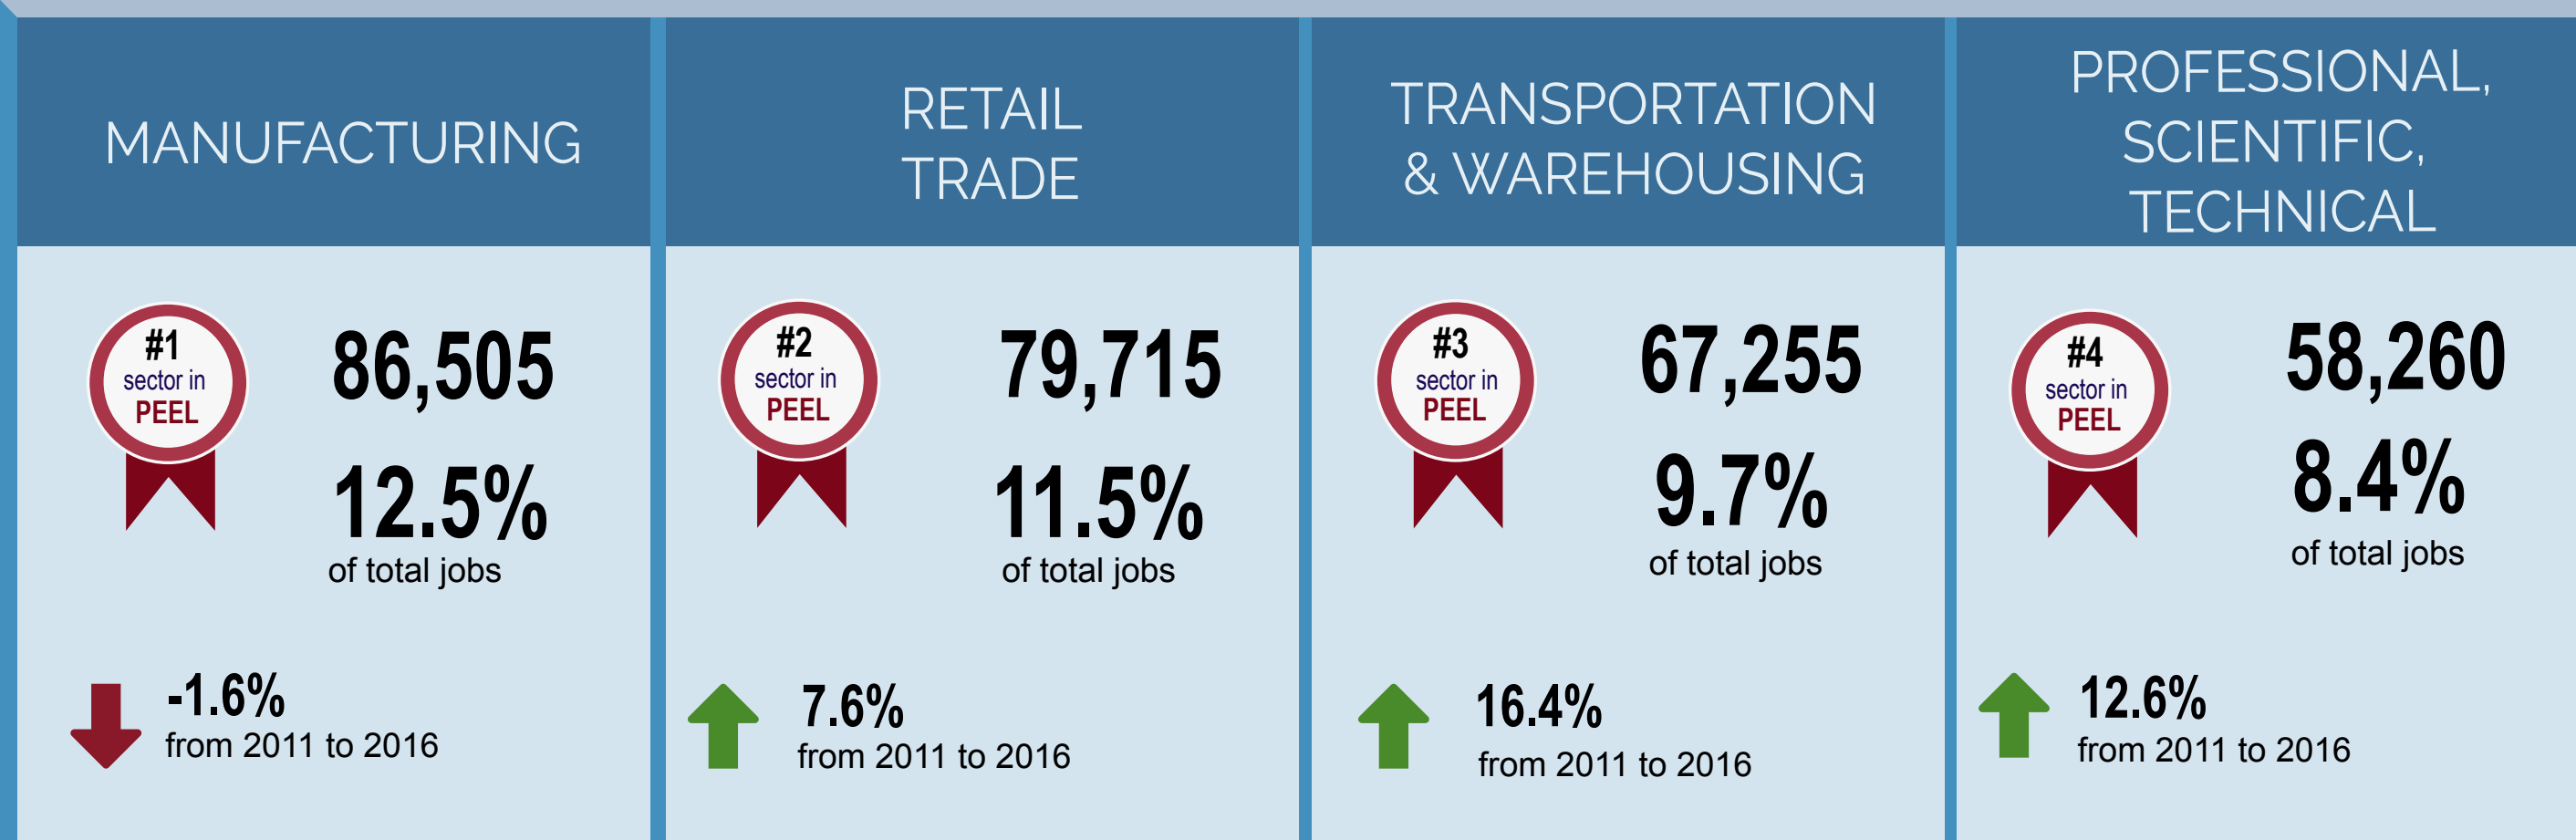 MANUFACTURING
#1
sector in
PEEL
86,505
12.5%
of total jobs
-1.6%
from 2011 to 2016
RETAIL
TRADE
#2
sector in
PEEL
79,715
11.5%
of total jobs
7.6%
from 2011 to 2016
TRANSPORTATION
& WAREHOUSING
#3
sector in
PEEL
67,255
9.7%
of total jobs
16.4%
from 2011 to 2016
PROFESSIONAL,
SCIENTIFIC,
TECHNICAL
#4
sector in
PEEL
58,260
8.4%
of total jobs
12.6%
from 2011 to 2016